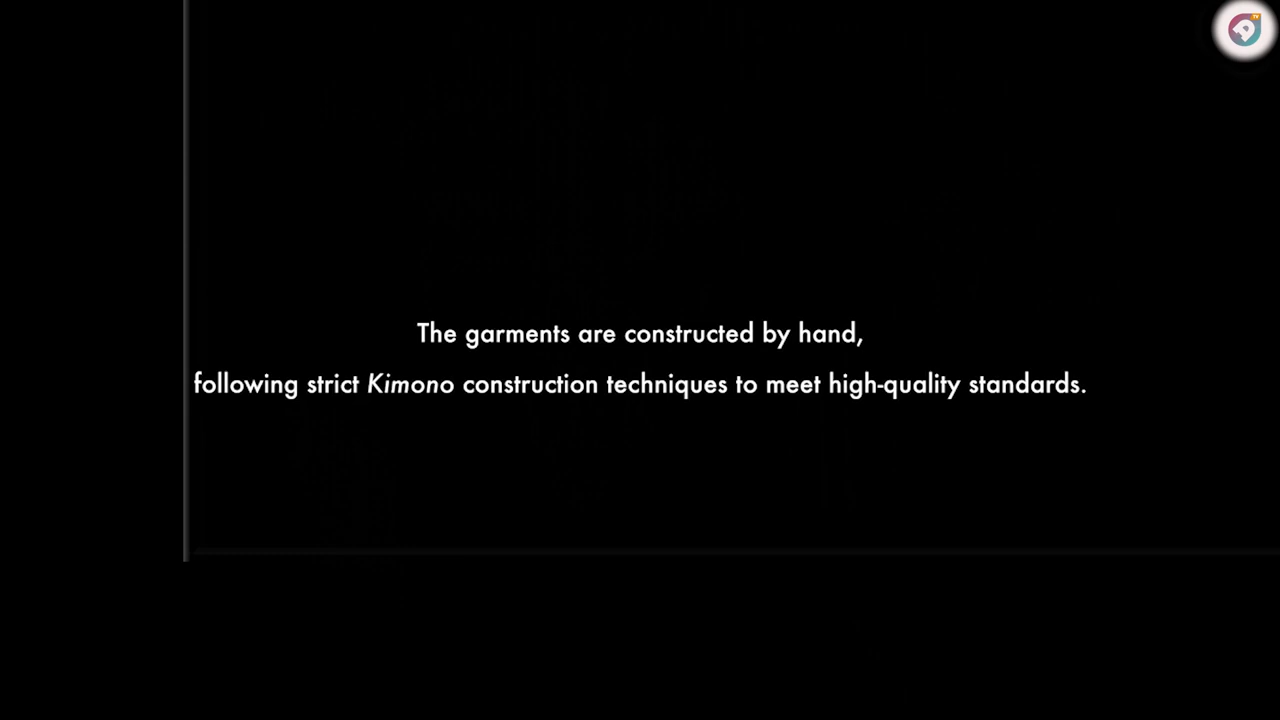 The garments are constructed by hand,
following strict Kimono construction techniques to meet high-quality standards.